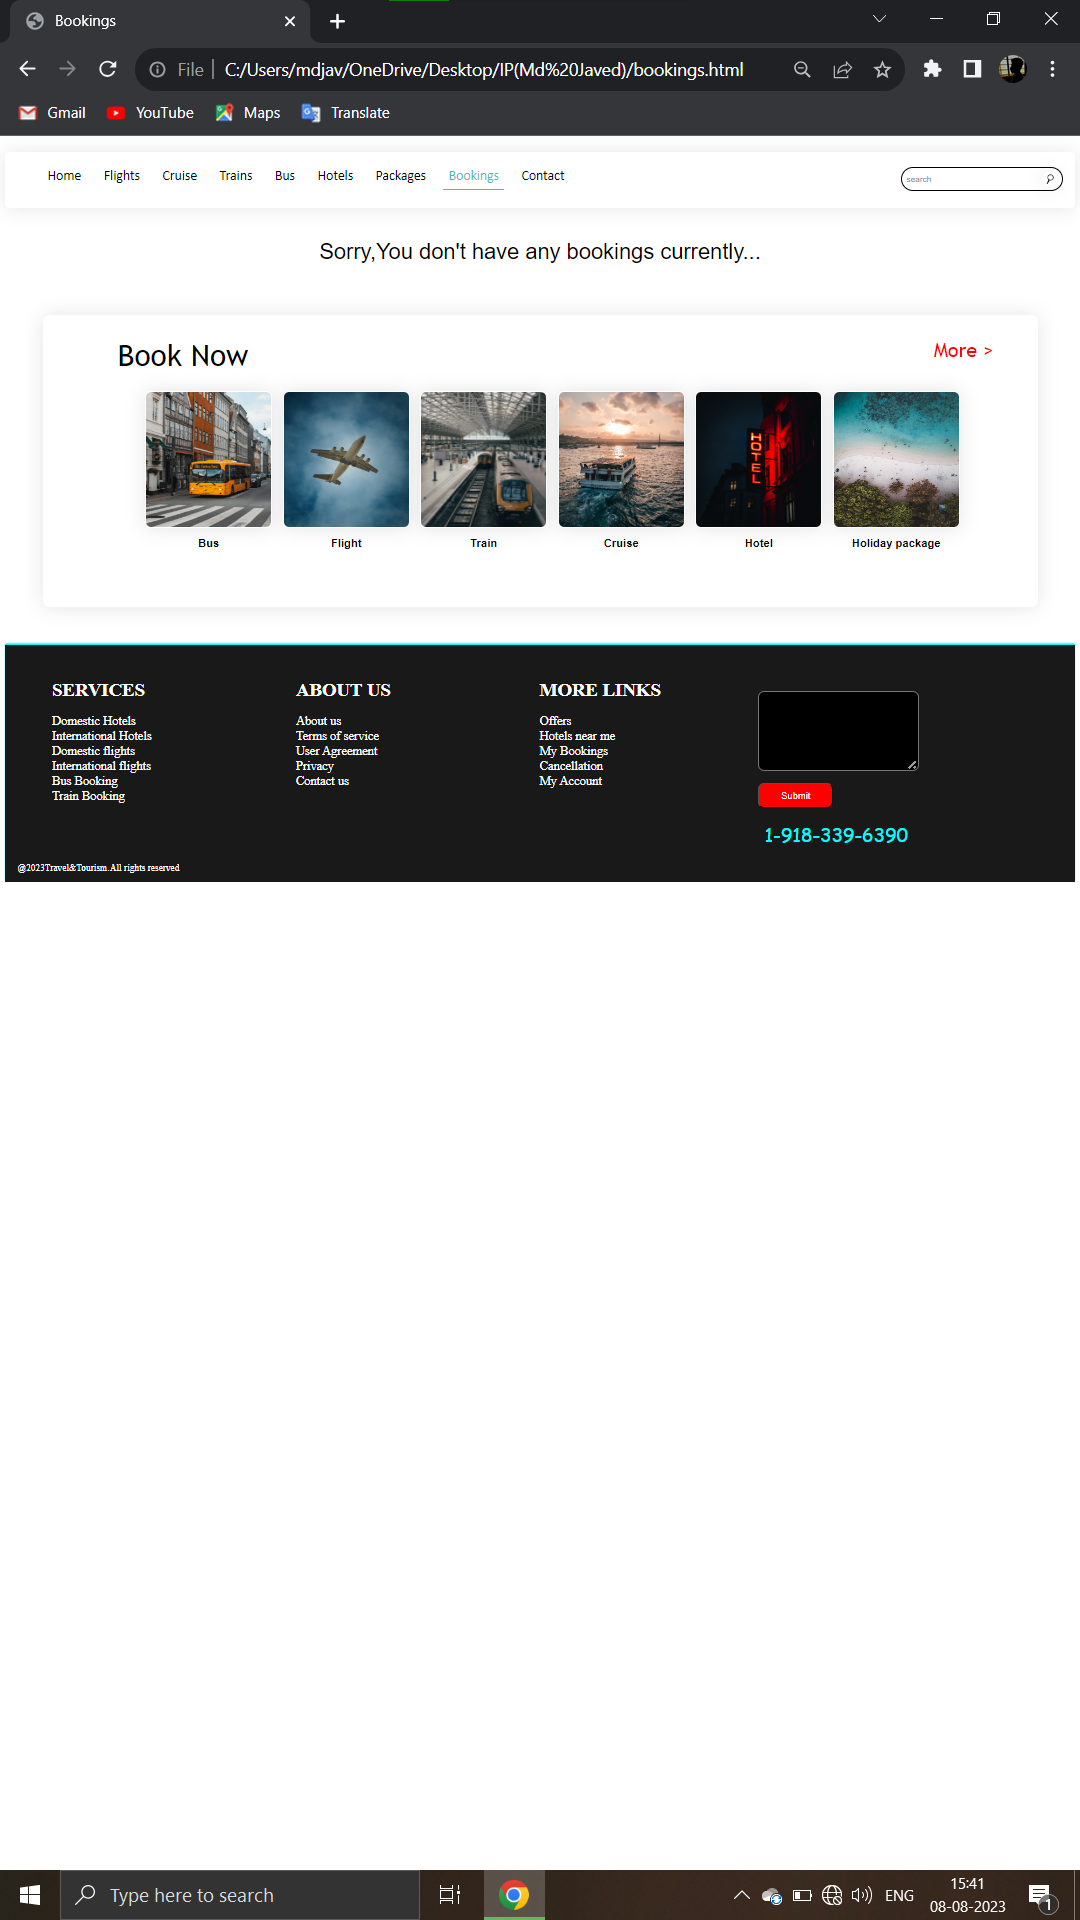 Bookings
File | C:/Users/mdjav/OneDrive/Desktop/IP(Md%20Javed)/bookings.html
Gmail YouTube Maps Translate
Home Flights Cruise Trains Bus Hotels Packages Bookings Contact search
Sorry,You don't have any bookings currently...
Book Now More >
HOTEL
Bus Flight Train Cruise Hotel Holiday package
SERVICES
Domestic Hotels
International Hotels
Domestic flights
International flights
Bus Booking
Train Booking
ABOUT US
About us
Terms of service
User Agreement
Privacy
Contact us
MORE LINKS
Offers
Hotels near me
My Bookings
Cancellation
My Account
Submit
1-918-339-6390
@2023Travel&Tourism.All rights reserved
Type here to search
ENG
15:41
08-08-2023
1